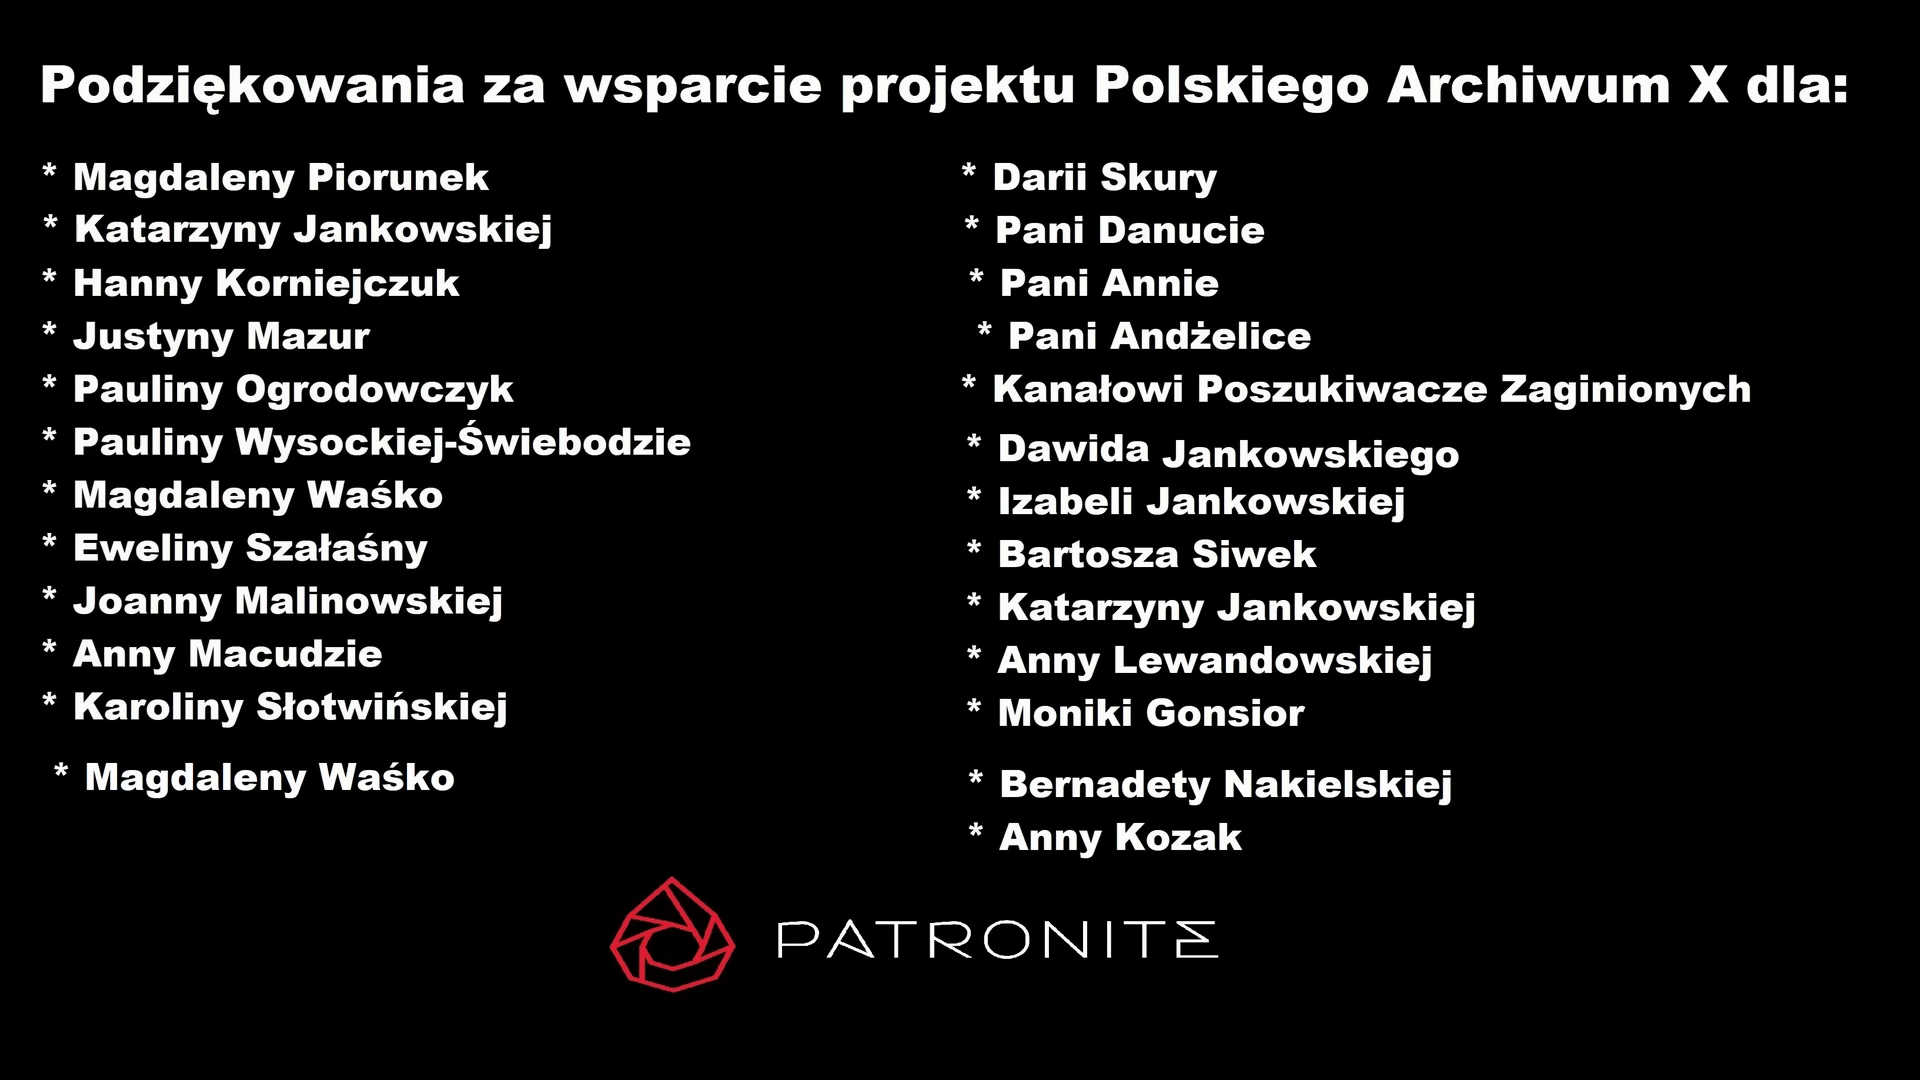 Podziękowania za wsparcie projektu Polskiego Archiwum X dla:
* Magdaleny Piorunek
* Katarzyny Jankowskiej
* Hanny Korniejczuk
* Justyny Mazur
* Pauliny Ogrodowczyk
* Pauliny Wysockiej-Świebodzie
* Magdaleny Waśko
* Eweliny Szałaśny
* Joanny Malinowskiej
* Anny Macudzie
* Karoliny Słotwińskiej
* Magdaleny Waśko
* Darii Skury
* Pani Danucie
* Pani Annie
* Pani Andżelice
* Kanałowi Poszukiwacze Zaginionych
* Dawida Jankowskiego
* Izabeli Jankowskiej
* Bartosza Siwek
* Katarzyny Jankowskiej
* Anny Lewandowskiej
* Moniki Gonsior
* Bernadety Nakielskiej
* Anny Kozak
PATRONITE